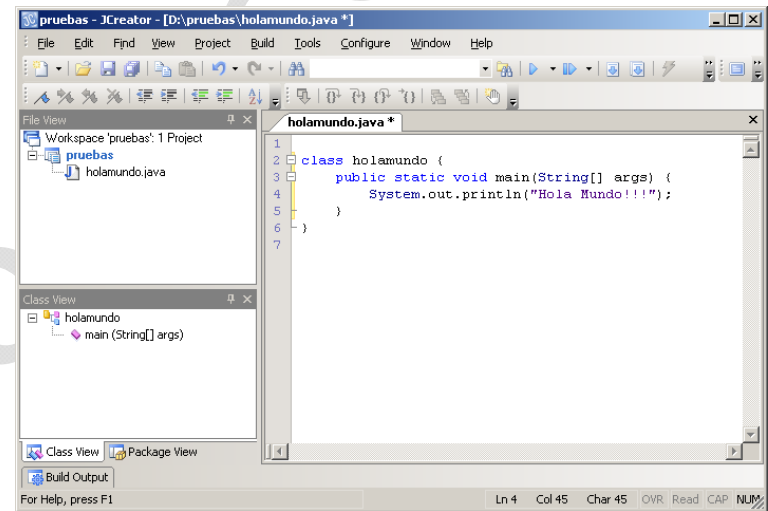 pruebas - JCreator - [D:\pruebas\holamundo.java *]
File Edit Find View Project Build Tools Configure Window Help
File View
Workspace 'pruebas': 1 Project
pruebas
holamundo.java
Class View
holamundo
main (String[] args)
Class View Package View
holamundo.java *
1
2 class holamundo {
3 public static void main(String[] args) {
4 System.out.println("Hola Mundo!!!");
5 }
6 }
7
Build Output
For Help, press F1 Ln 4 Col 45 Char 45 OVR Read CAP NUM